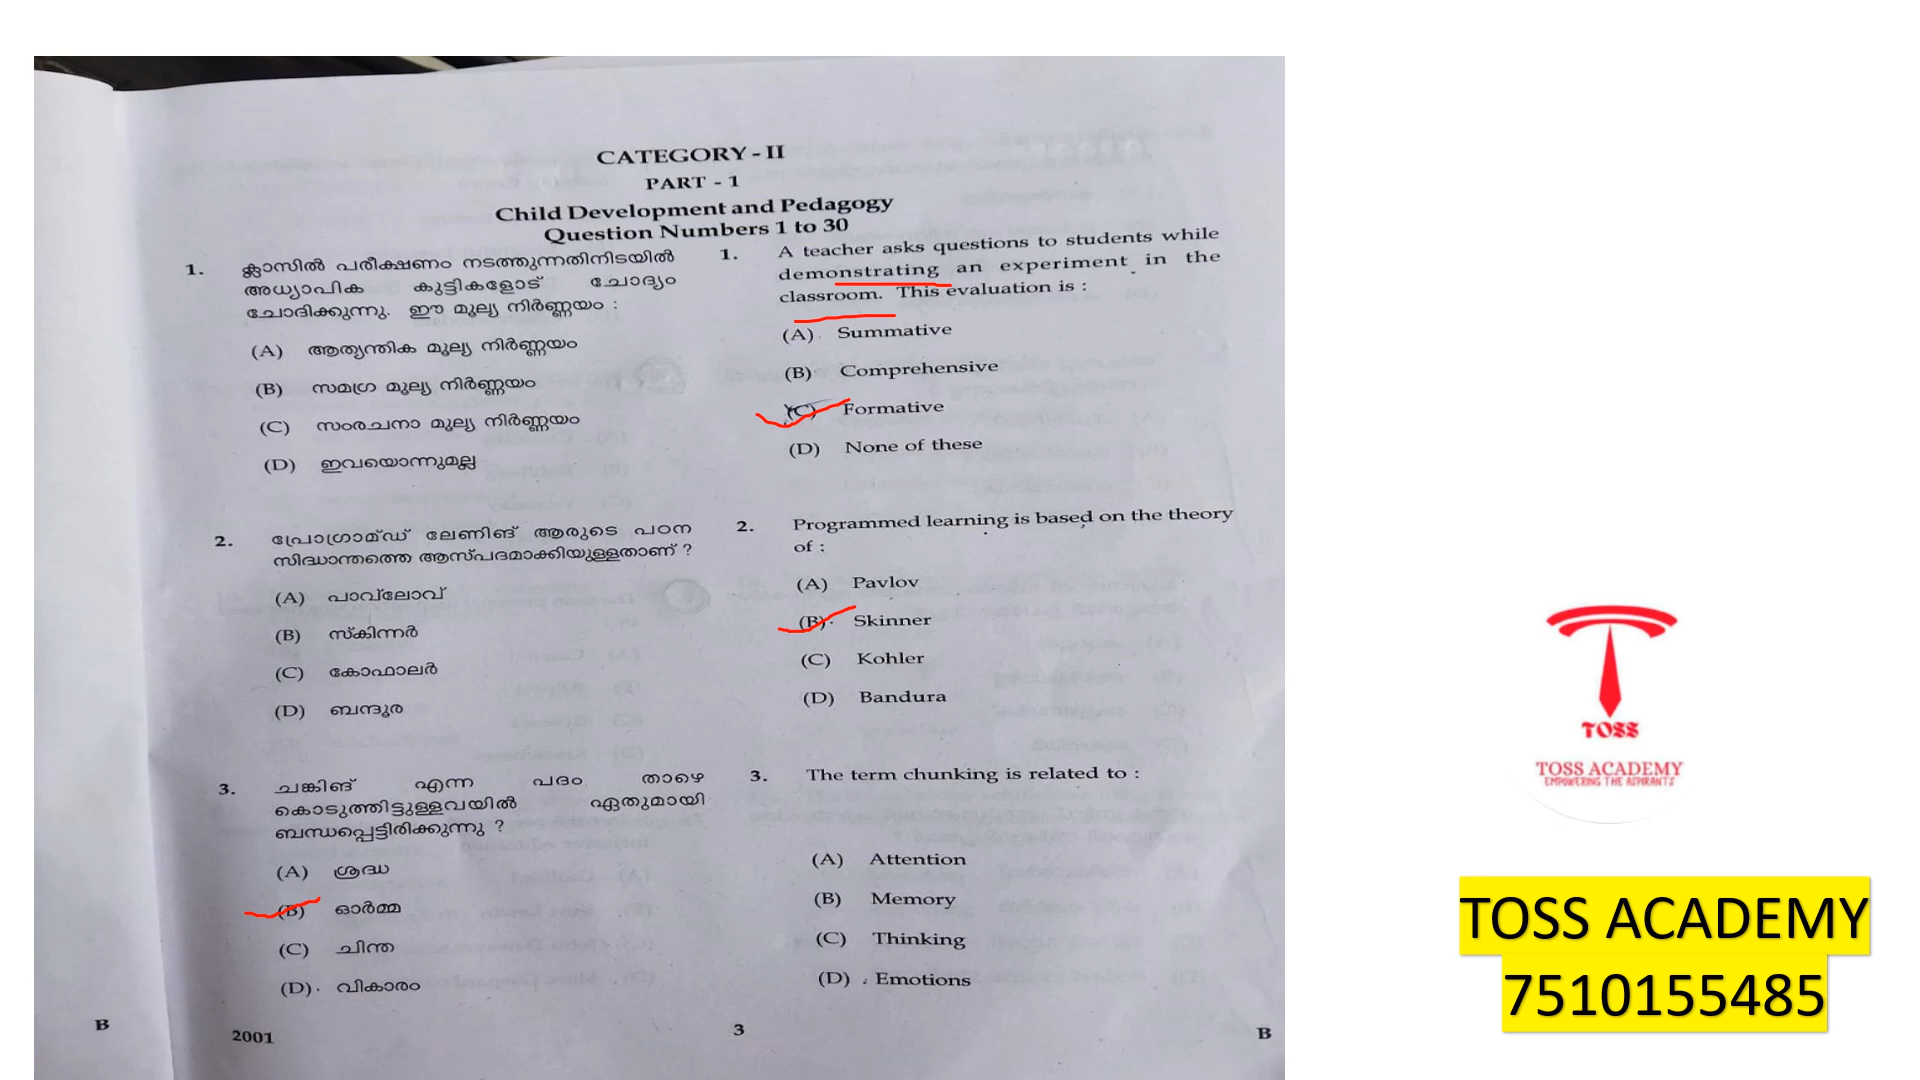 CATEGORY - II
PART - 1
Child Development and Pedagogy
Question Numbers 1 to 30
1. ക്ലാസിൽ പരീക്ഷണം നടത്തുന്നതിനിടയിൽ
അധ്യാപിക കുട്ടികളോട് ചോദ്യം
ചോദിക്കുന്നു. ഈ മൂല്യ നിർണ്ണയം :
(A) ആത്യന്തിക മൂല്യ നിർണ്ണയം
(B) സമഗ്ര മൂല്യ നിർണ്ണയം
(C) സംരചനാ മൂല്യ നിർണ്ണയം
(D) ഇവയൊന്നുമല്ല
1. A teacher asks questions to students while
demonstrating an experiment in the
classroom. This evaluation is :
(A) Summative
(B) Comprehensive
(C) Formative
(D) None of these
2. പ്രോഗ്രാമ്ഡ് ലേണിങ് ആരുടെ പഠന
സിദ്ധാന്തത്തെ ആസ്പദമാക്കിയുള്ളതാണ് ?
(A) പാവ്‌ലോവ്
(B) സ്കിന്നർ
(C) കോഫാലർ
(D) ബന്ദൂര
2. Programmed learning is based on the theory
of :
(A) Pavlov
(B) Skinner
(C) Kohler
(D) Bandura
3. ചങ്കിങ് എന്ന പദം താഴെ
കൊടുത്തിട്ടുള്ളവയിൽ ഏതുമായി
ബന്ധപ്പെട്ടിരിക്കുന്നു ?
(A) ശ്രദ്ധ
(B) ഓർമ്മ
(C) ചിന്ത
(D) വികാരം
3. The term chunking is related to :
(A) Attention
(B) Memory
(C) Thinking
(D) Emotions
B
2001
3
B
TOSS
TOSS ACADEMY
EMPOWERING THE ASPIRANTS
TOSS ACADEMY
7510155485